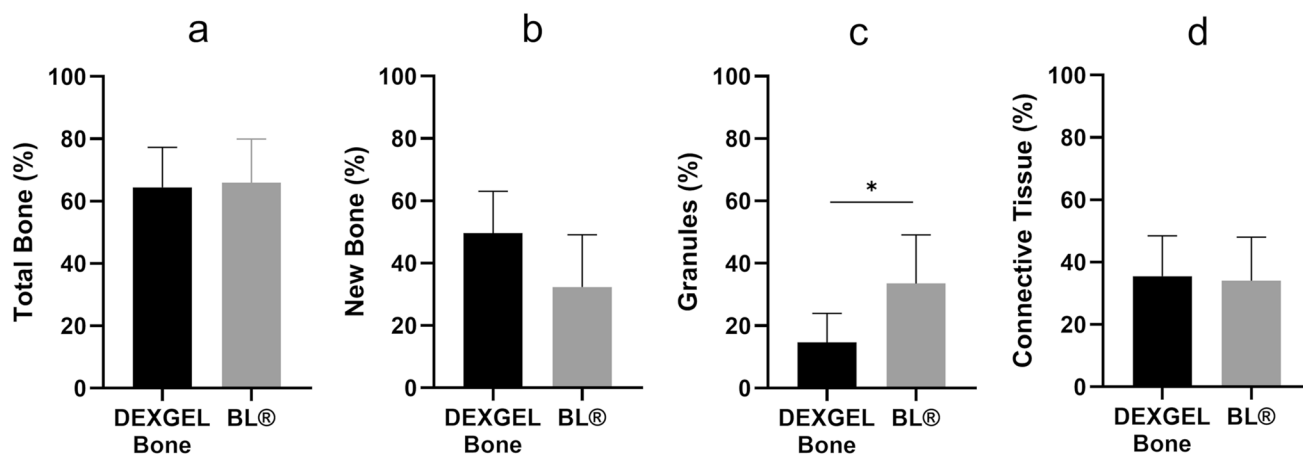 a
Total Bone (%)
100
80
60
40
20
0
DEXGEL
Bone
BL®
b
New Bone (%)
100
80
60
40
20
0
DEXGEL
Bone
BL®
c
Granules (%)
100
80
60
40
20
0
*
DEXGEL
Bone
BL®
d
Connective Tissue (%)
100
80
60
40
20
0
DEXGEL
Bone
BL®